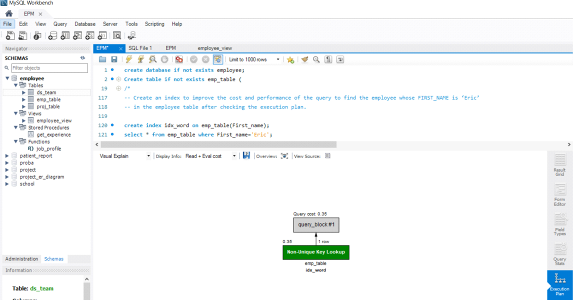 MySQL Workbench
EPM
File Edit View Query Database Server Tools Scripting Help
Navigator
SCHEMAS
Filter objects
employee
Tables
ds_team
emp_table
proj_table
Views
employee_view
Stored Procedures
get_experience
Functions
job_profile
patient_report
proba
project
project_er_diagram
school
Administration Schemas
Information
Table: ds_team
EPM* SQL File 1 EPM employee_view
Limit to 1000 rows
1 create database if not exists employee;
2 Create table if not exists emp_table (
19 /*
118 -- Create an index to improve the cost and performance of the query to find the employee whose FIRST_NAME is 'Eric'
119 -- in the employee table after checking the execution plan.
120 create index idx_word on emp_table(First_name);
121 select * from emp_table where First_name='Eric';
Visual Explain Display Info: Read + Eval cost Overview: View Source:
Query cost: 0.35
query_block #1
0.35 1 row
Non-Unique Key Lookup
emp_table
idx_word
Result
Grid
Form
Editor
Field
Types
Query
Stats
Execution
Plan